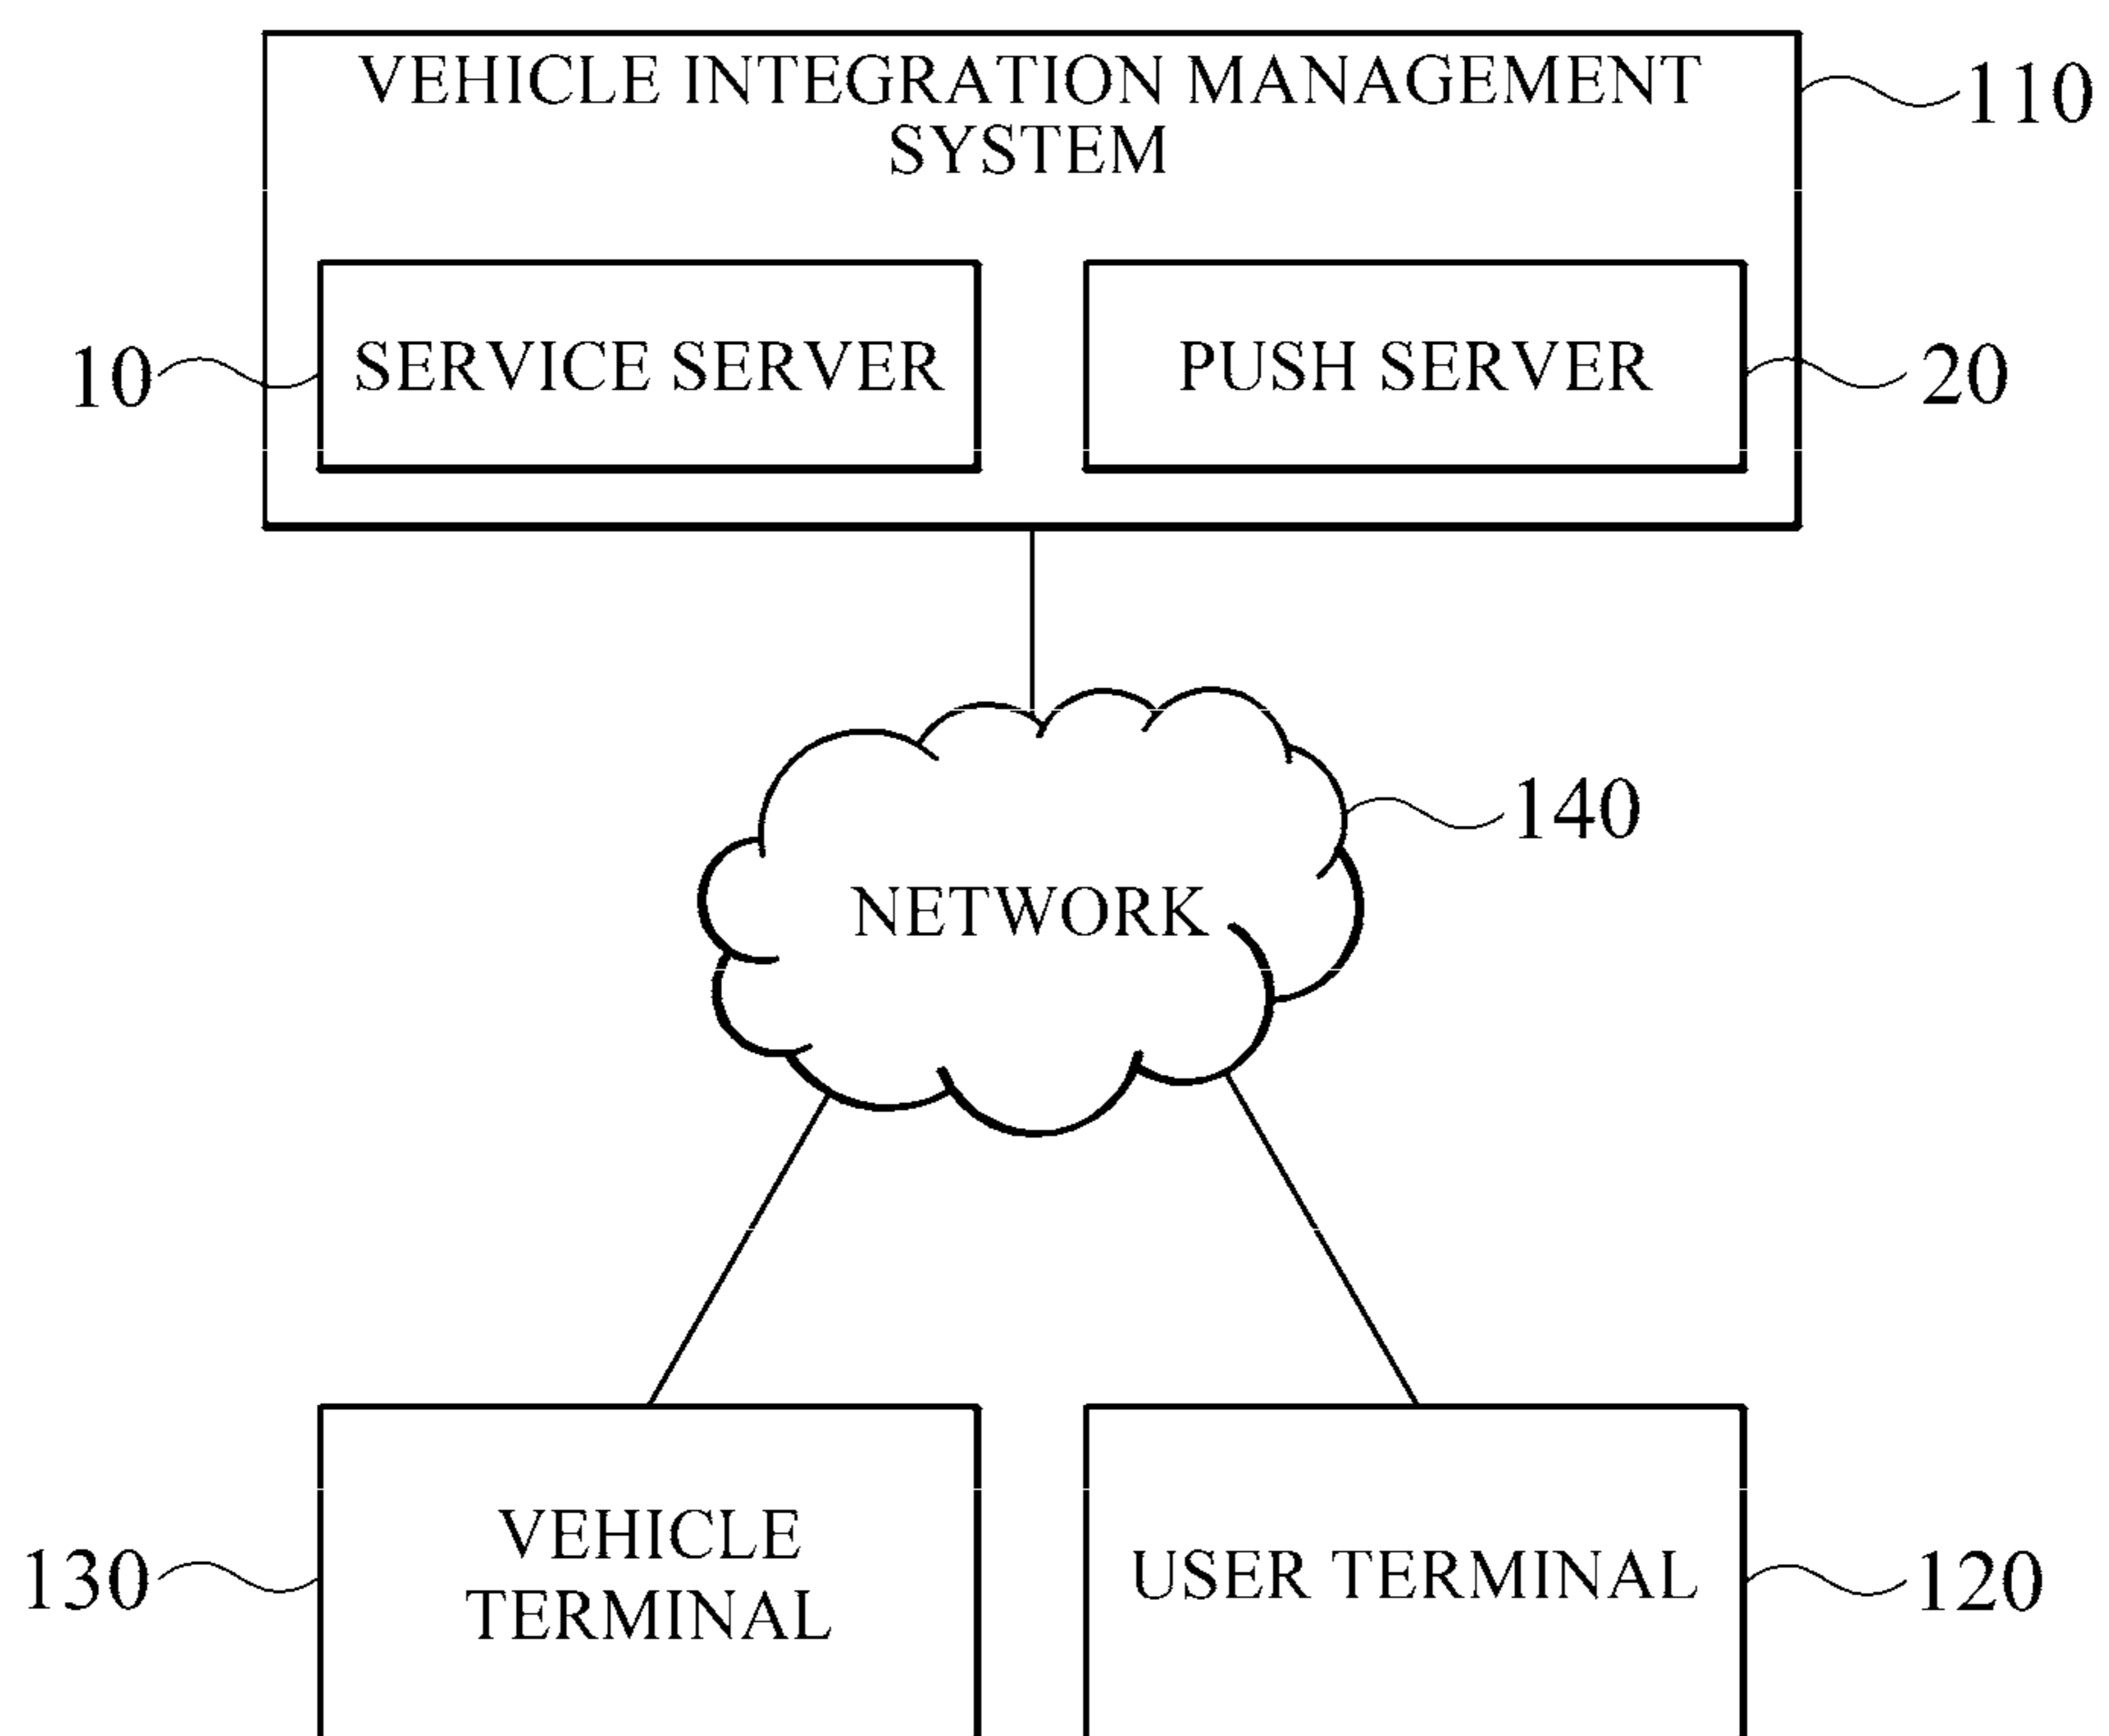 VEHICLE INTEGRATION MANAGEMENT
SYSTEM
110
10
SERVICE SERVER
PUSH SERVER
20
140
NETWORK
130
VEHICLE
TERMINAL
USER TERMINAL
120